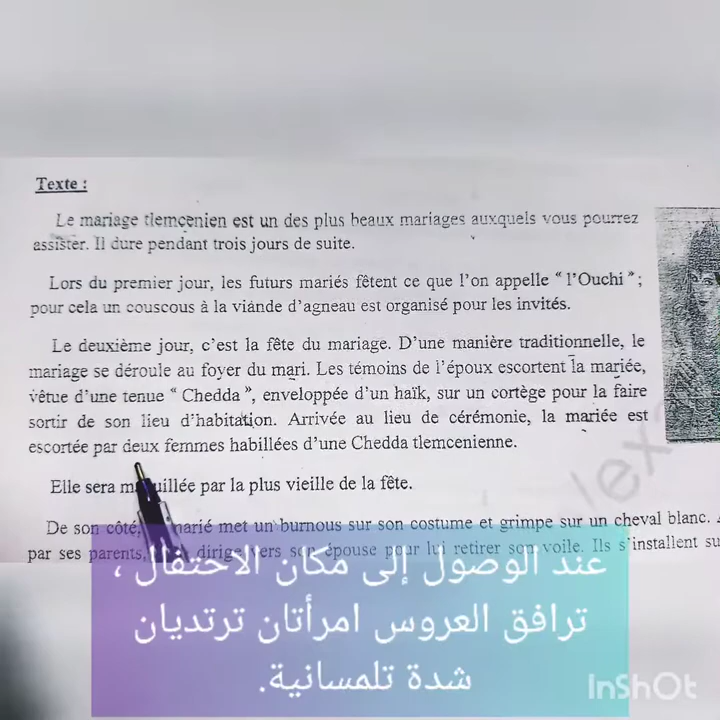 Texte :
Le mariage tlemcenien est un des plus beaux mariages auxquels vous pourrez
assister. Il dure pendant trois jours de suite.
Lors du premier jour, les futurs mariés fêtent ce que l'on appelle “ l'Ouchi ” ;
pour cela un couscous à la viande d'agneau est organisé pour les invités.
Le deuxième jour, c'est la fête du mariage. D'une manière traditionnelle, le
mariage se déroule au foyer du mari. Les témoins de l'époux escortent la mariée,
vêtue d'une tenue “ Chedda ”, enveloppée d'un haïk, sur un cortège pour la faire
sortir de son lieu d'habitation. Arrivée au lieu de cérémonie, la mariée est
escortée par deux femmes habillées d'une Chedda tlemcenienne.
Elle sera par la plus vieille de la fête.
De son côté, marié met un burnous sur son costume et grimpe sur un cheval blanc.
par ses parents, dirige vers son épouse pour lui retirer son voile. Ils s'installent
عند الوصول إلى مكان الاحتفال ،
ترافق العروس امرأتان ترتديان
شدة تلمسانية.
InShOt